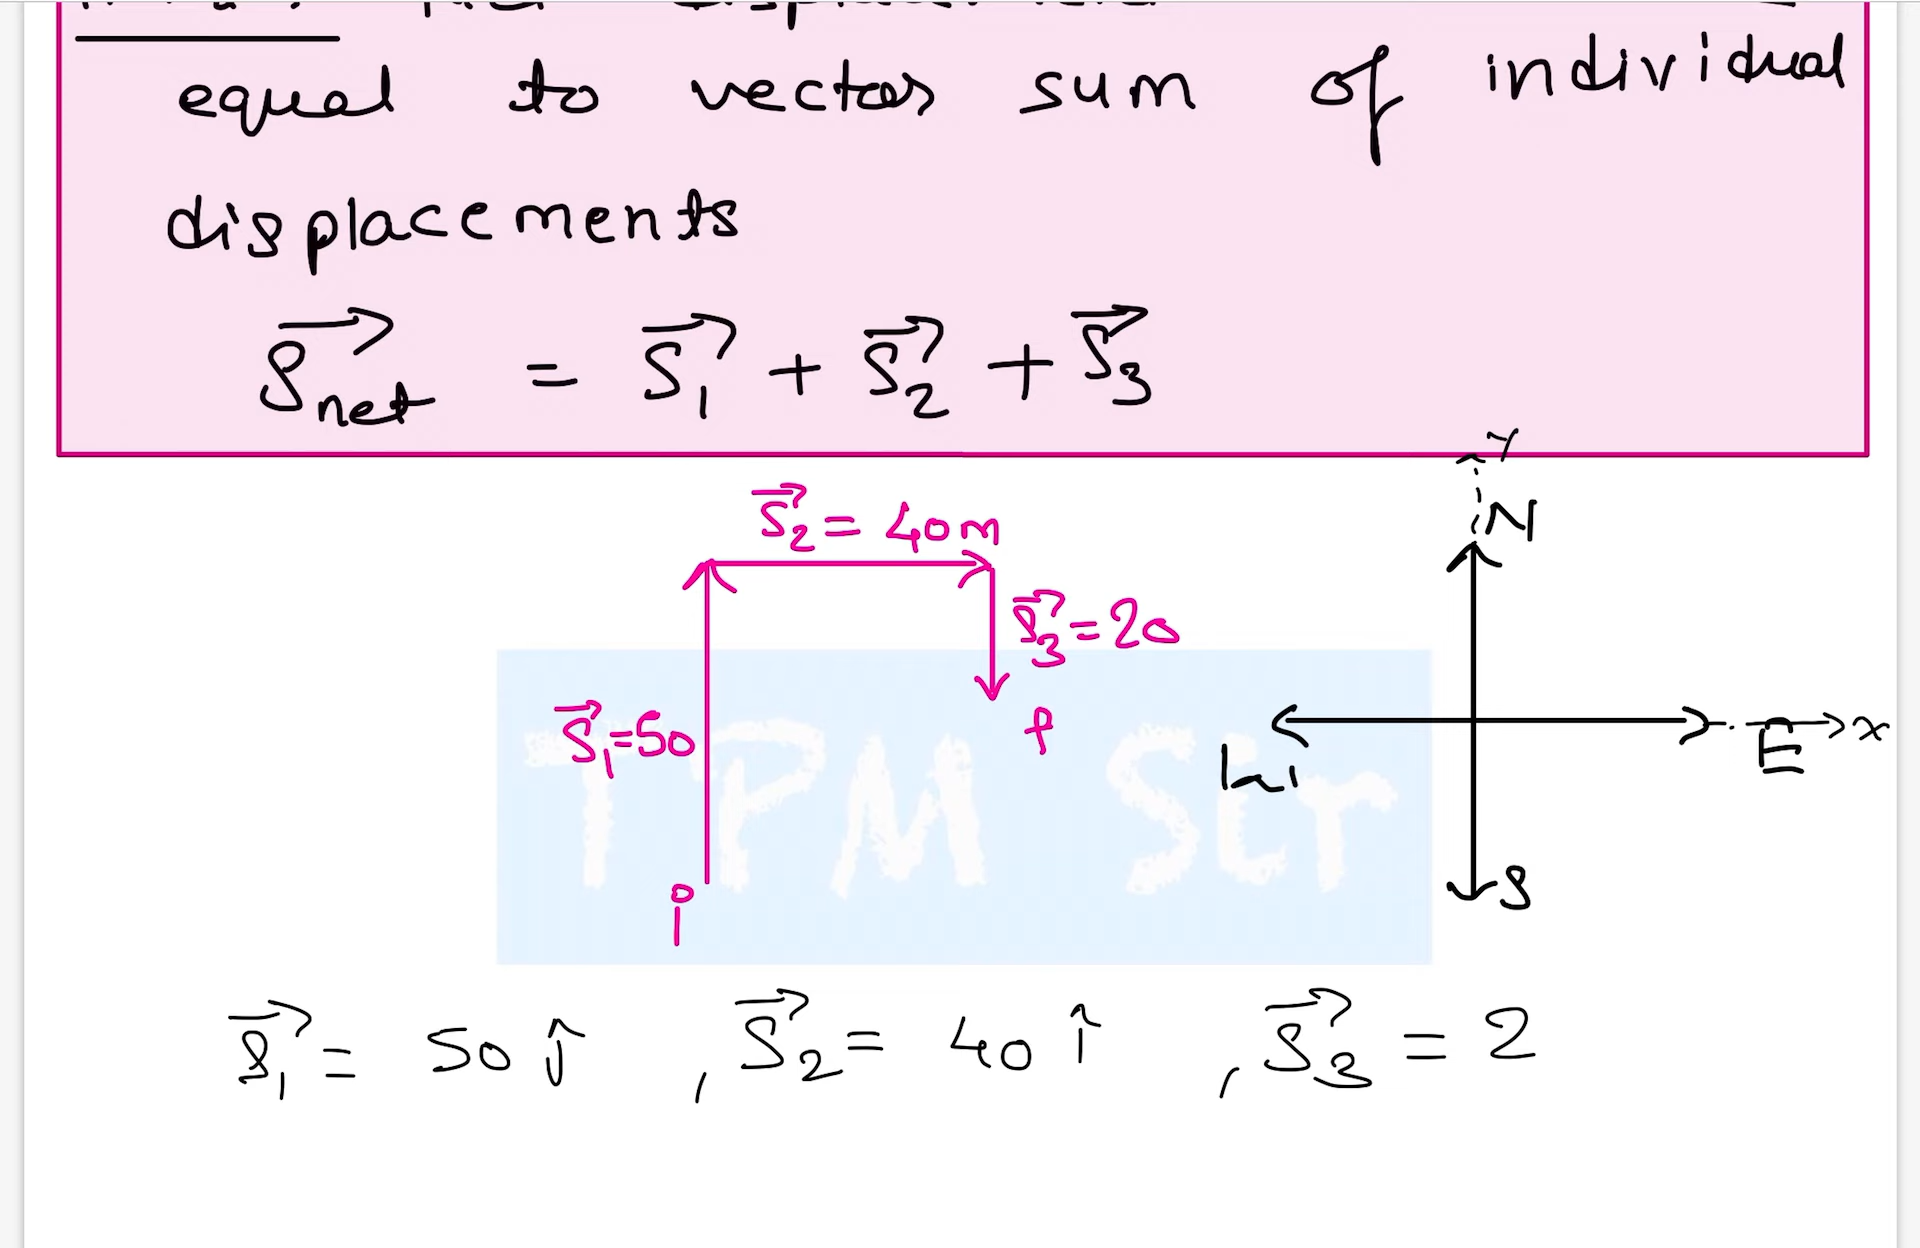 equal to vector sum of individual
displacements
S⃗net = S⃗₁ + S⃗₂ + S⃗₃
Y
N
S⃗₂ = 40m
S⃗₃ = 20
S⃗₁ = 50
f
W
E x
S
i
TPM Sir
S⃗₁ = 50 ĵ , S⃗₂ = 40 î , S⃗₃ = 2